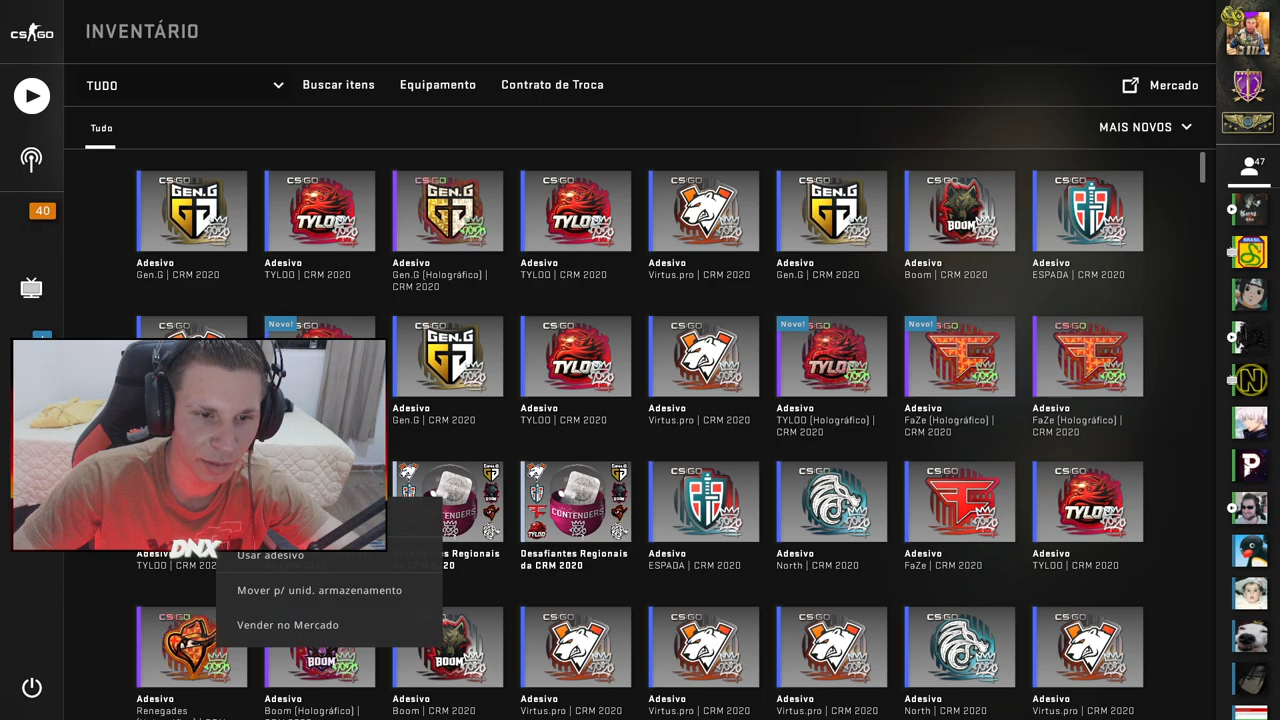 CS GO
INVENTÁRIO
TUDO
Buscar itens
Equipamento
Contrato de Troca
Mercado
Tudo
MAIS NOVOS
47
40
Adesivo
Gen.G | CRM 2020
Adesivo
TYLOO | CRM 2020
Adesivo
Gen.G (Holográfico) |
CRM 2020
Adesivo
TYLOO | CRM 2020
Adesivo
Virtus.pro | CRM 2020
Adesivo
Gen.G | CRM 2020
Adesivo
Boom | CRM 2020
Adesivo
ESPADA | CRM 2020
Novo!
Novo!
Novo!
Adesivo
Gen.G | CRM 2020
Adesivo
TYLOO | CRM 2020
Adesivo
Virtus.pro | CRM 2020
Adesivo
TYLOO (Holográfico) |
CRM 2020
Adesivo
FaZe (Holográfico) |
CRM 2020
Adesivo
FaZe (Holográfico) |
CRM 2020
DNX
Adesivo
TYLOO | CRM
Regionais
2020
Desafiantes Regionais
da CRM 2020
Adesivo
ESPADA | CRM 2020
Adesivo
North | CRM 2020
Adesivo
FaZe | CRM 2020
Adesivo
TYLOO | CRM 2020
Usar adesivo
Mover p/ unid. armazenamento
Vender no Mercado
Adesivo
Renegades
Adesivo
Boom (Holográfico) |
Adesivo
Boom | CRM 2020
Adesivo
Virtus.pro | CRM 2020
Adesivo
Virtus.pro | CRM 2020
Adesivo
Virtus.pro | CRM 2020
Adesivo
North | CRM 2020
Adesivo
Virtus.pro | CRM 2020